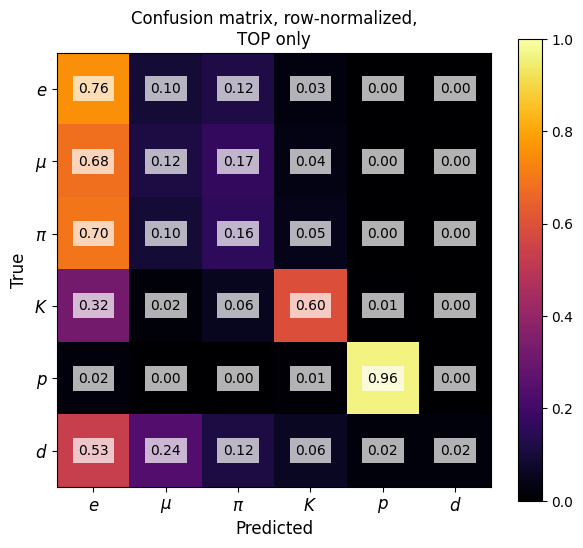 Confusion matrix, row-normalized,
TOP only
True
e 0.76 0.10 0.12 0.03 0.00 0.00
μ 0.68 0.12 0.17 0.04 0.00 0.00
π 0.70 0.10 0.16 0.05 0.00 0.00
K 0.32 0.02 0.06 0.60 0.01 0.00
p 0.02 0.00 0.00 0.01 0.96 0.00
d 0.53 0.24 0.12 0.06 0.02 0.02
e μ π K p d
Predicted
1.0
0.8
0.6
0.4
0.2
0.0